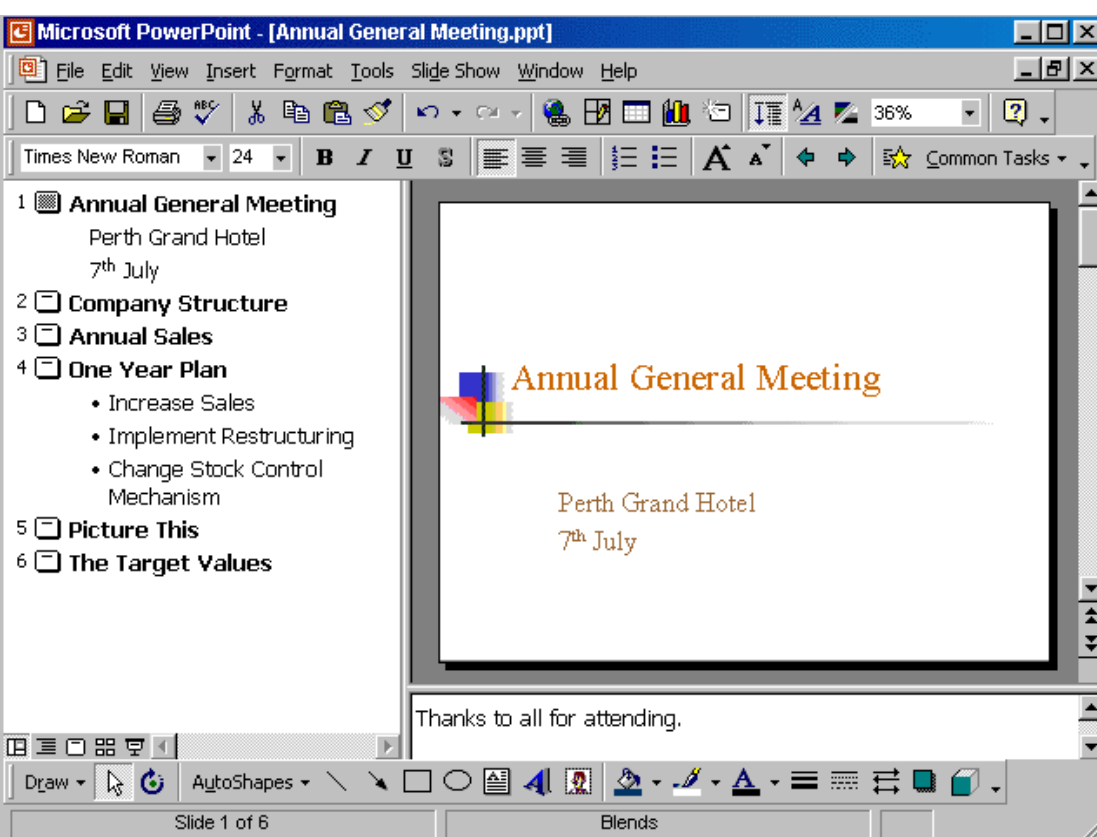 Microsoft PowerPoint - [Annual General Meeting.ppt]
File Edit View Insert Format Tools Slide Show Window Help
ABC A A 36% ?
Times New Roman 24 B I U S A A Common Tasks
1 Annual General Meeting
Perth Grand Hotel
7th July
2 Company Structure
3 Annual Sales
4 One Year Plan
• Increase Sales
• Implement Restructuring
• Change Stock Control
Mechanism
5 Picture This
6 The Target Values
Annual General Meeting
Perth Grand Hotel
7th July
Thanks to all for attending.
Draw AutoShapes A A A
Slide 1 of 6 Blends